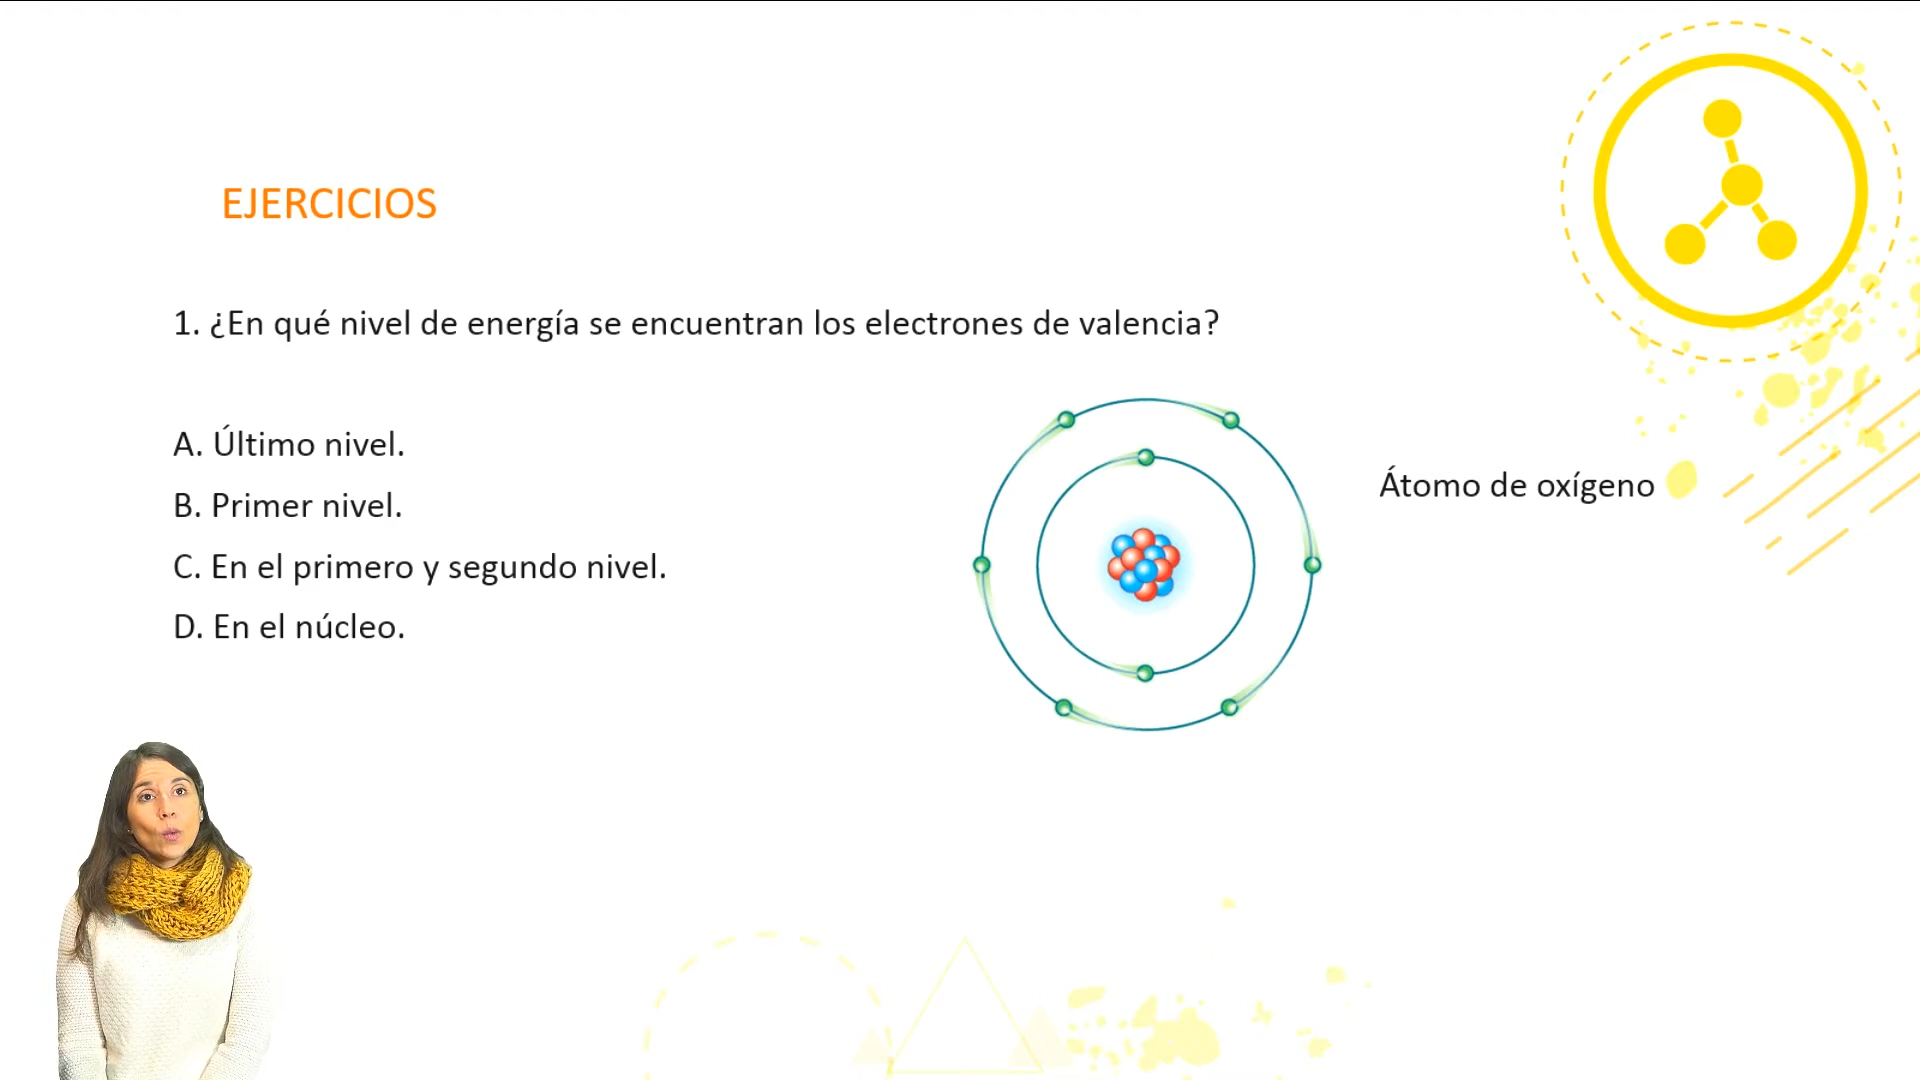 EJERCICIOS
1. ¿En qué nivel de energía se encuentran los electrones de valencia?
A. Último nivel.
B. Primer nivel.
C. En el primero y segundo nivel.
D. En el núcleo.
Átomo de oxígeno